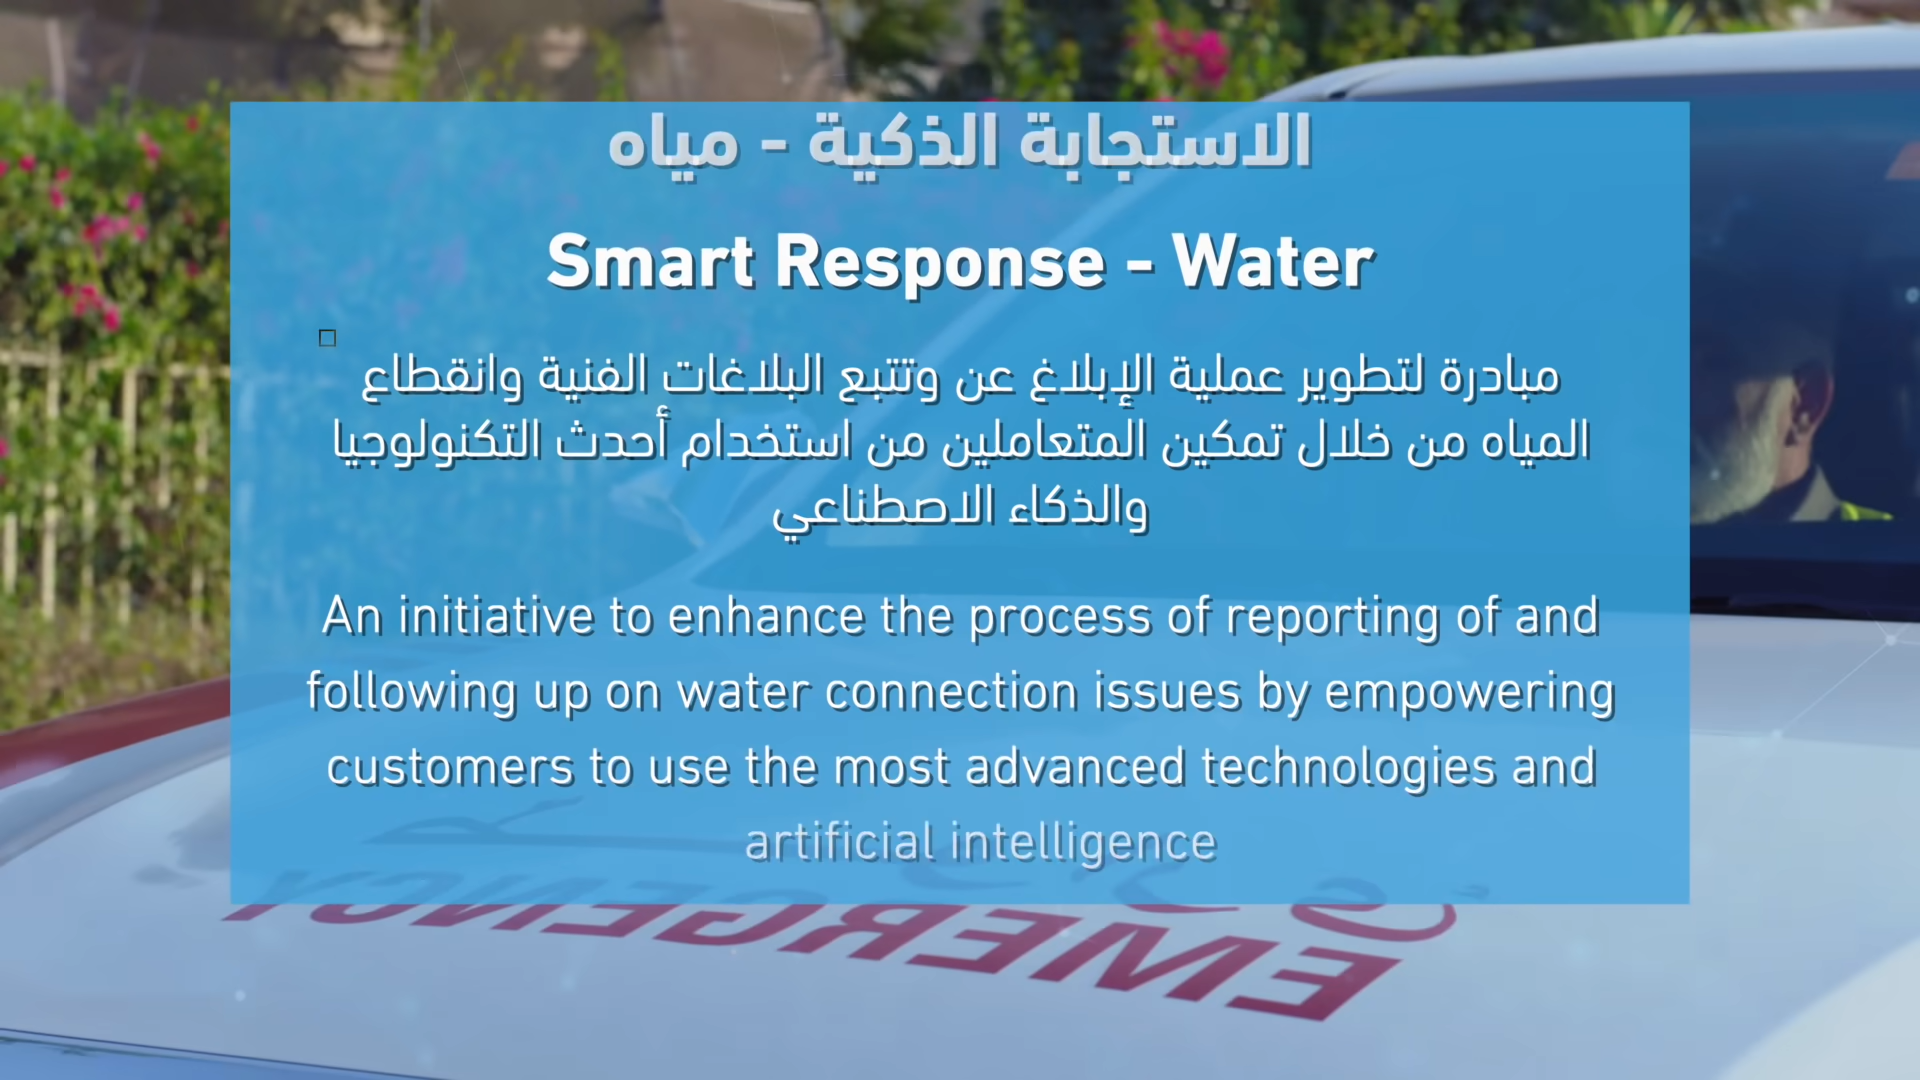 الاستجابة الذكية - مياه
Smart Response - Water
مبادرة لتطوير عملية الإبلاغ عن وتتبع البلاغات الفنية وانقطاع
المياه من خلال تمكين المتعاملين من استخدام أحدث التكنولوجيا
والذكاء الاصطناعي
An initiative to enhance the process of reporting of and
following up on water connection issues by empowering
customers to use the most advanced technologies and
artificial intelligence
EMERGENCY